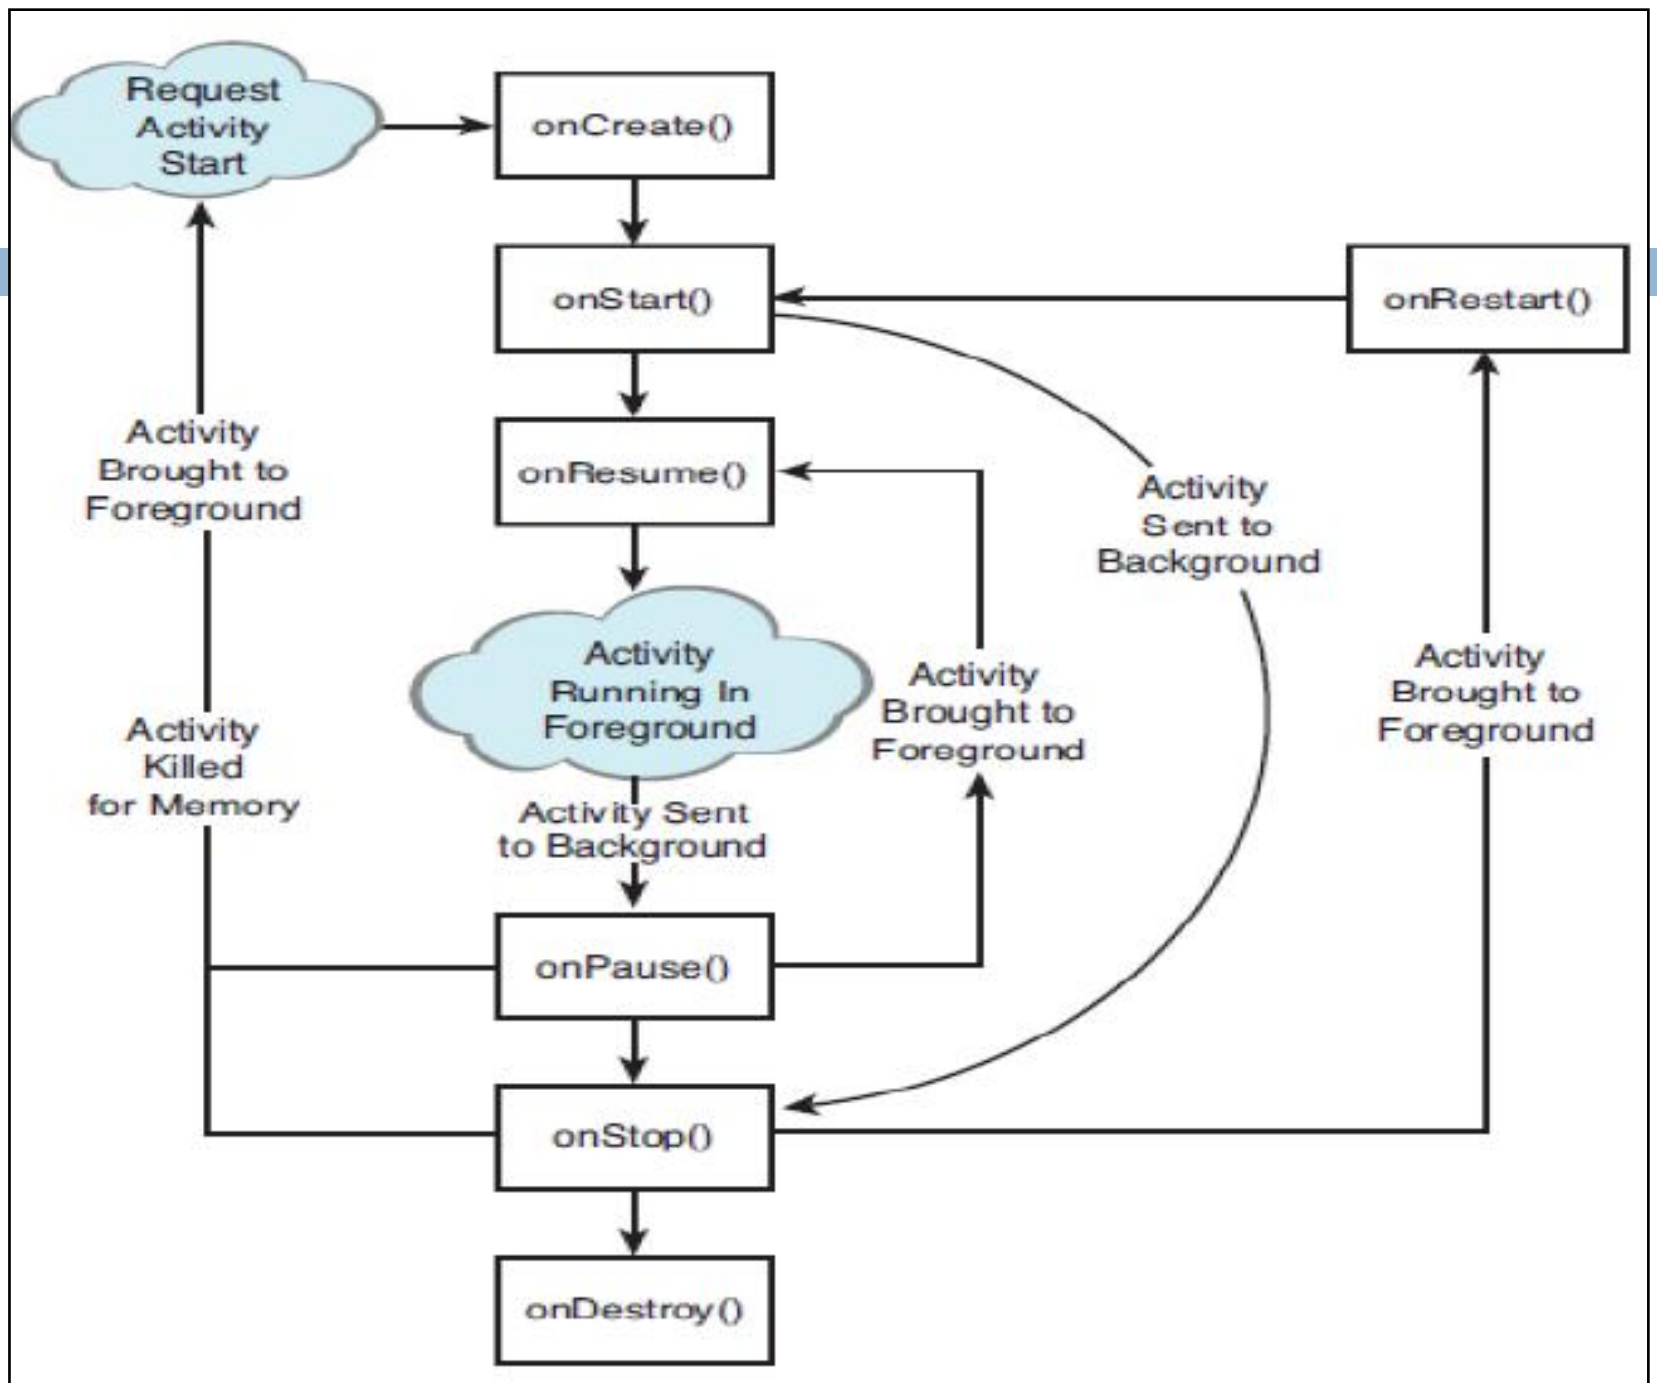 Request
Activity
Start
onCreate()
onStart()
onRestart()
onResume()
Activity
Brought to
Foreground
Activity
Sent to
Background
Activity
Running In
Foreground
Activity
Brought to
Foreground
Activity
Brought to
Foreground
Activity
Killed
for Memory
Activity Sent
to Background
onPause()
onStop()
onDestroy()